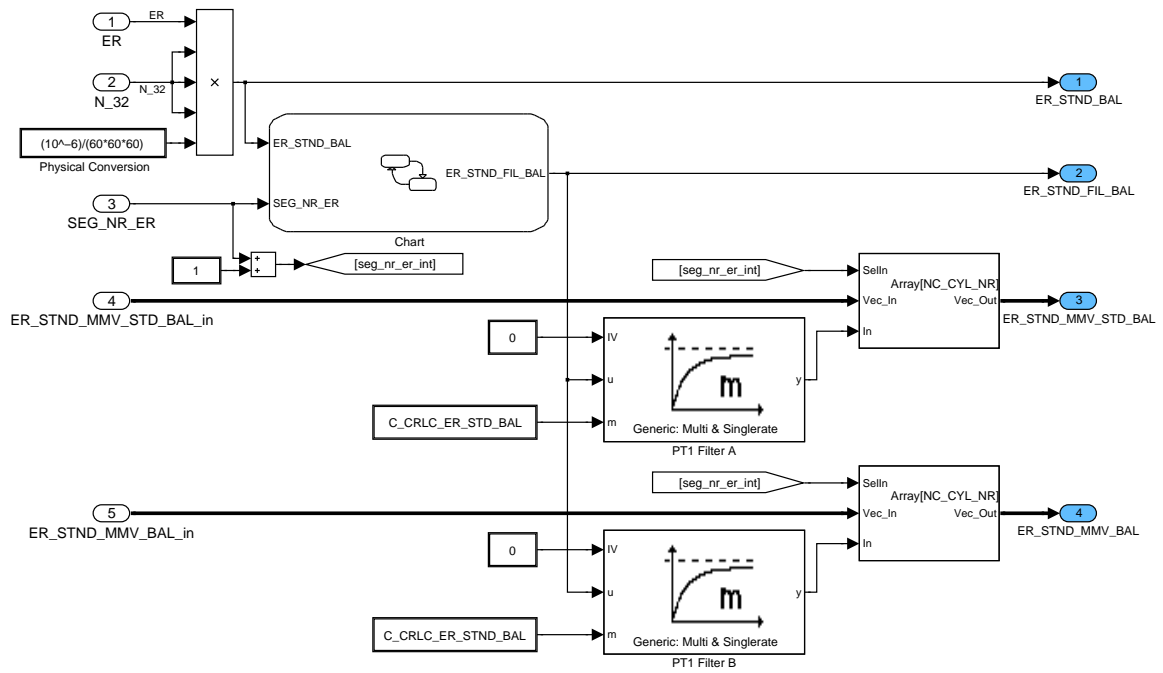 1
ER
ER
2
N_32
N_32
×
(10^–6)/(60*60*60)
Physical Conversion
1
ER_STND_BAL
ER_STND_BAL
ER_STND_FIL_BAL
SEG_NR_ER
Chart
2
ER_STND_FIL_BAL
3
SEG_NR_ER
1
+
+
[seg_nr_er_int]
[seg_nr_er_int]
SelIn
Array[NC_CYL_NR]
Vec_In
Vec_Out
In
3
ER_STND_MMV_STD_BAL
4
ER_STND_MMV_STD_BAL_in
0
IV
u
y
m
m
C_CRLC_ER_STD_BAL
Generic: Multi & Singlerate
PT1 Filter A
[seg_nr_er_int]
SelIn
Array[NC_CYL_NR]
Vec_In
Vec_Out
In
4
ER_STND_MMV_BAL
5
ER_STND_MMV_BAL_in
0
IV
u
y
m
m
C_CRLC_ER_STND_BAL
Generic: Multi & Singlerate
PT1 Filter B